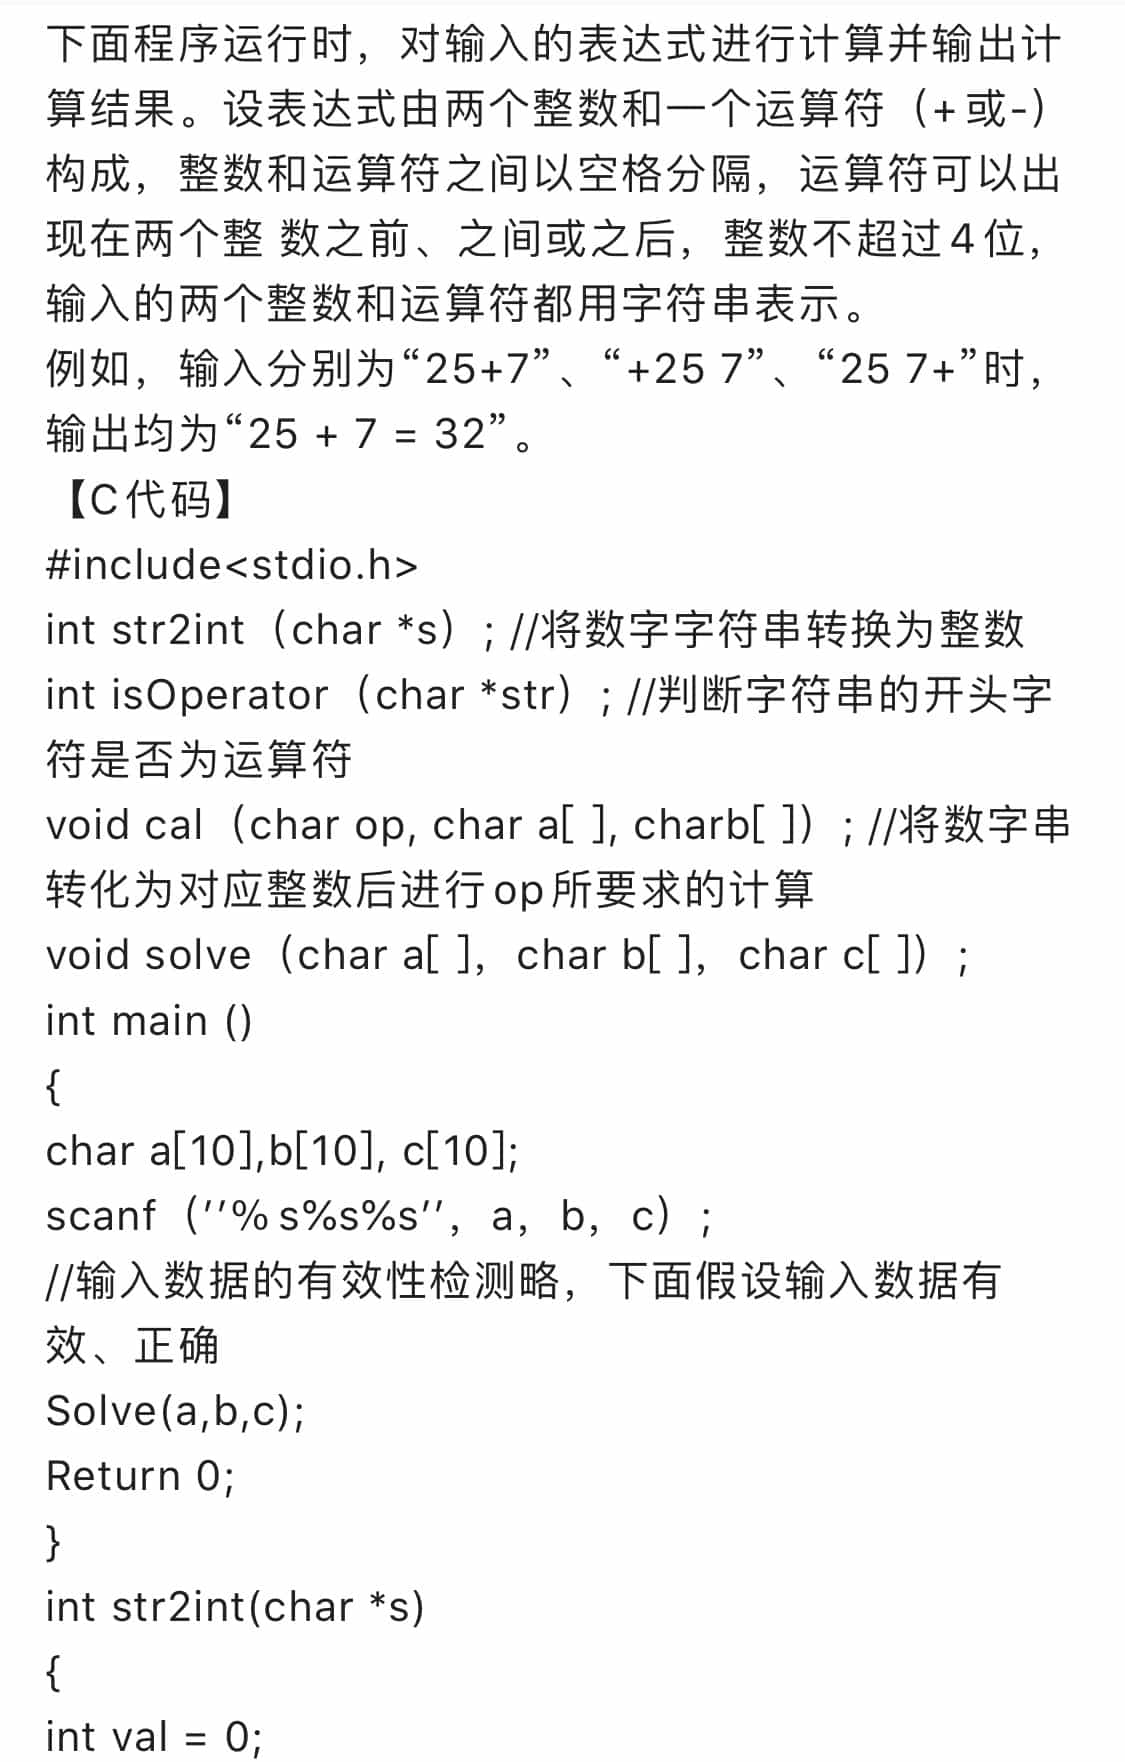 下面程序运行时，对输入的表达式进行计算并输出计
算结果。设表达式由两个整数和一个运算符（+或-）
构成，整数和运算符之间以空格分隔，运算符可以出
现在两个整 数之前、之间或之后，整数不超过4位，
输入的两个整数和运算符都用字符串表示。
例如，输入分别为“25+7”、“+25 7”、“25 7+”时，
输出均为“25 + 7 = 32”。
【C代码】
#include<stdio.h>
int str2int（char *s）; //将数字字符串转换为整数
int isOperator（char *str）; //判断字符串的开头字
符是否为运算符
void cal（char op, char a[ ], charb[ ]）; //将数字串
转化为对应整数后进行op所要求的计算
void solve（char a[ ]，char b[ ]，char c[ ]）;
int main ()
{
char a[10],b[10], c[10];
scanf（′′% s%s%s′′，a，b，c）;
//输入数据的有效性检测略，下面假设输入数据有
效、正确
Solve(a,b,c);
Return 0;
}
int str2int(char *s)
{
int val = 0;